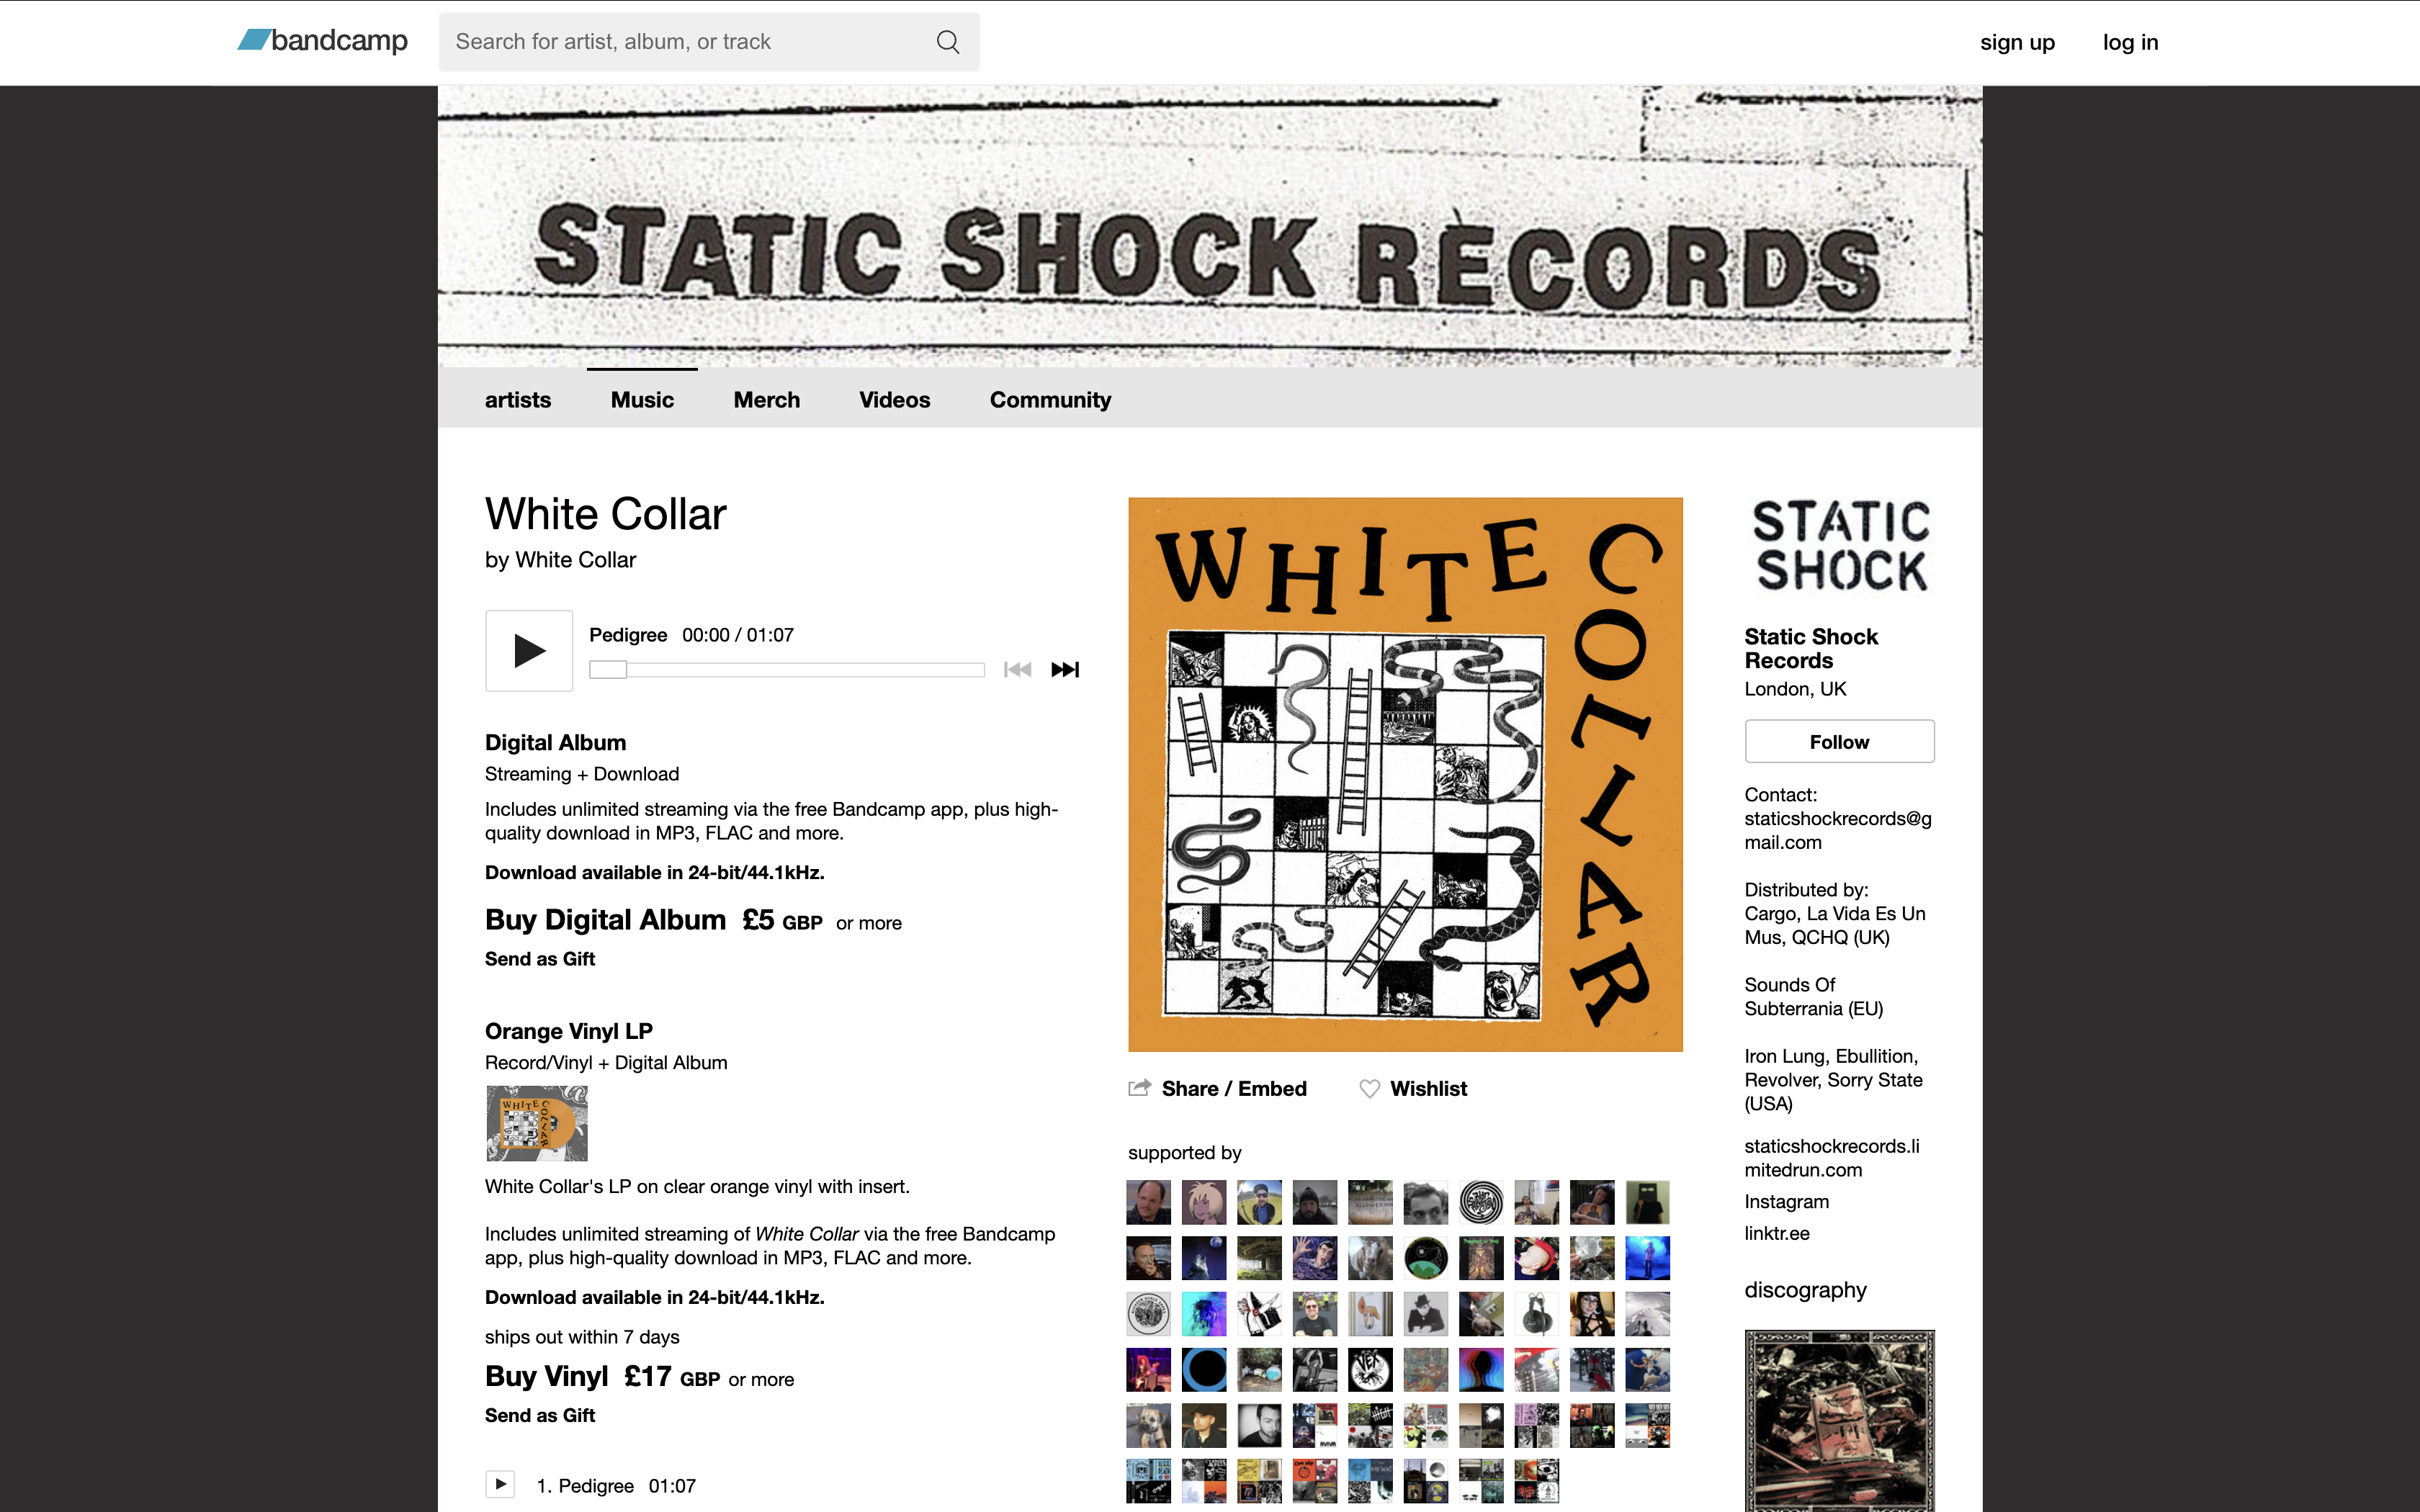 bandcamp
Search for artist, album, or track
sign up
log in
STATIC SHOCK RECORDS
artists
Music
Merch
Videos
Community
White Collar
by White Collar
Pedigree 00:00 / 01:07
Digital Album
Streaming + Download
Includes unlimited streaming via the free Bandcamp app, plus high-
quality download in MP3, FLAC and more.
Download available in 24-bit/44.1kHz.
Buy Digital Album £5 GBP or more
Send as Gift
Orange Vinyl LP
Record/Vinyl + Digital Album
WHITE COLLAR
White Collar's LP on clear orange vinyl with insert.
Includes unlimited streaming of White Collar via the free Bandcamp
app, plus high-quality download in MP3, FLAC and more.
Download available in 24-bit/44.1kHz.
ships out within 7 days
Buy Vinyl £17 GBP or more
Send as Gift
1. Pedigree 01:07
WHITE COLLAR
Share / Embed
Wishlist
supported by
STATIC
SHOCK
Static Shock
Records
London, UK
Follow
Contact:
staticshockrecords@g
mail.com
Distributed by:
Cargo, La Vida Es Un
Mus, QCHQ (UK)
Sounds Of
Subterrania (EU)
Iron Lung, Ebullition,
Revolver, Sorry State
(USA)
staticshockrecords.li
mitedrun.com
Instagram
linktr.ee
discography